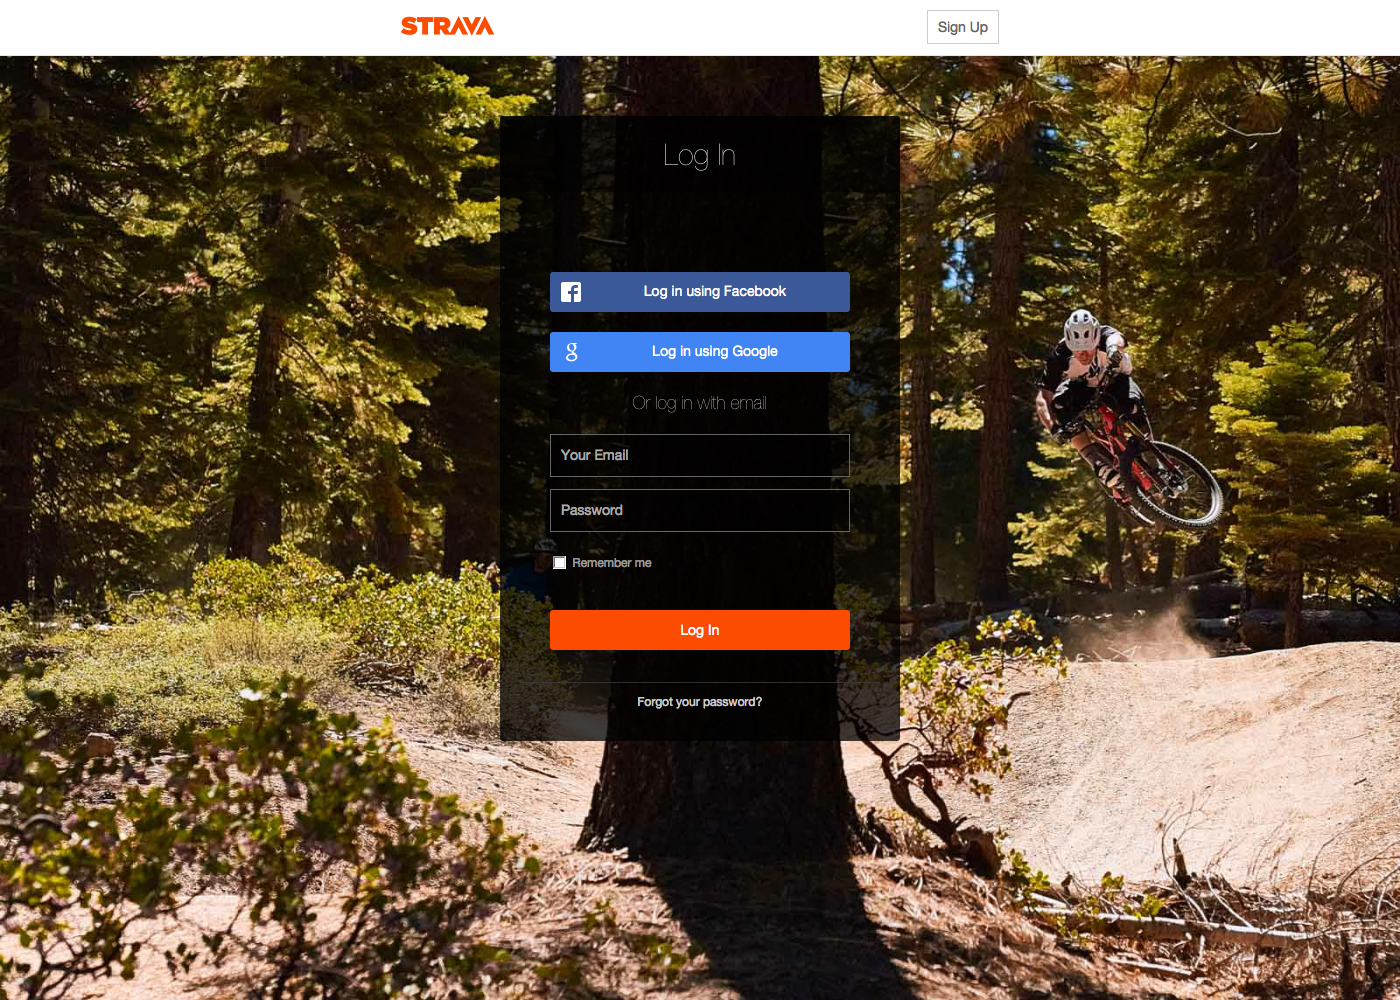 STRAVA
Sign Up
Log In
Log in using Facebook
Log in using Google
Or log in with email
Your Email
Password
Remember me
Log In
Forgot your password?